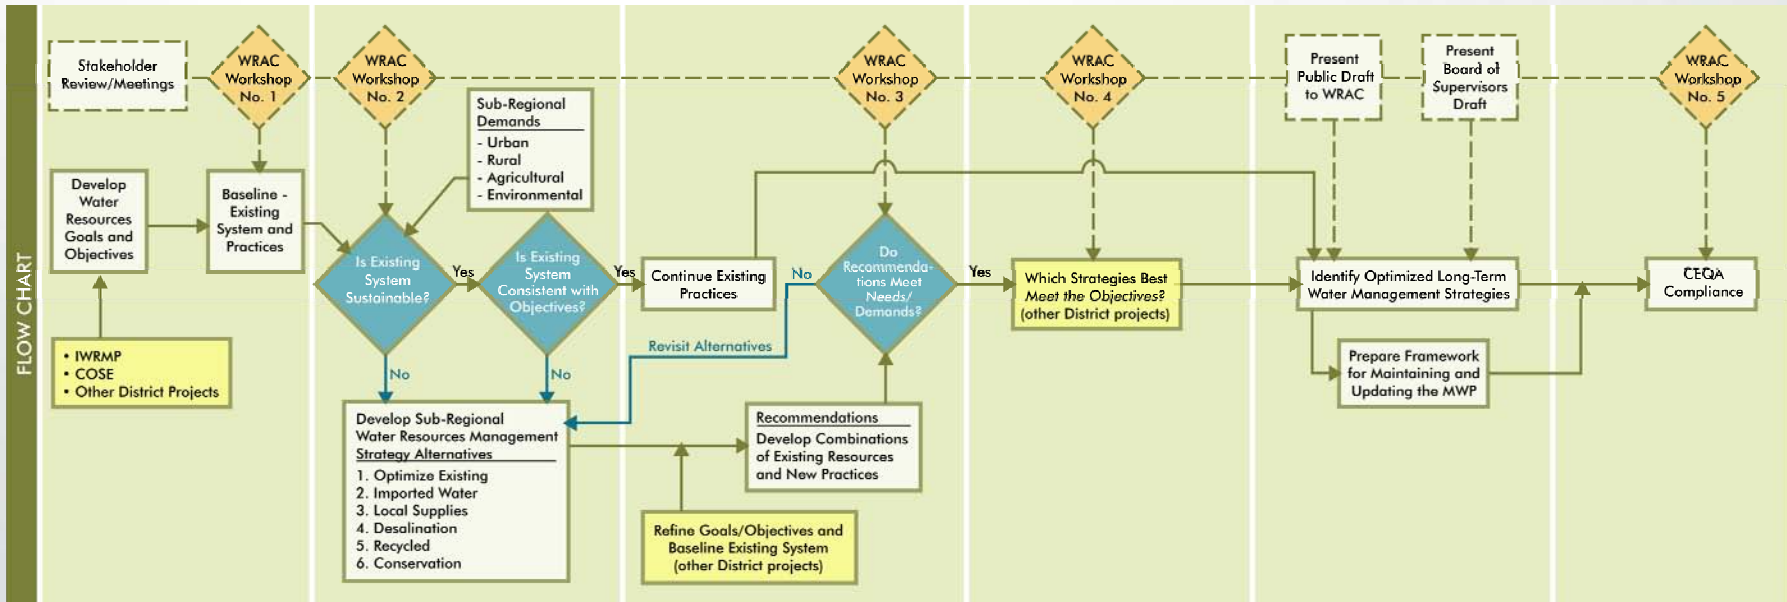 FLOW CHART
Stakeholder
Review/Meetings
WRAC
Workshop
No. 1
WRAC
Workshop
No. 2
WRAC
Workshop
No. 3
WRAC
Workshop
No. 4
Present
Public Draft
to WRAC
Present
Board of
Supervisors
Draft
WRAC
Workshop
No. 5
Sub-Regional
Demands
- Urban
- Rural
- Agricultural
- Environmental
Develop
Water
Resources
Goals and
Objectives
Baseline -
Existing
System and
Practices
Is Existing
System
Sustainable?
Yes
Is Existing
System
Consistent with
Objectives?
Yes
Continue Existing
Practices
No
Do
Recommenda-
tions Meet
Needs/
Demands?
Yes
Which Strategies Best
Meet the Objectives?
(other District projects)
Identify Optimized Long-Term
Water Management Strategies
CEQA
Compliance
• IWRMP
• COSE
• Other District Projects
No
No
Revisit Alternatives
Prepare Framework
for Maintaining and
Updating the MWP
Develop Sub-Regional
Water Resources Management
Strategy Alternatives
1. Optimize Existing
2. Imported Water
3. Local Supplies
4. Desalination
5. Recycled
6. Conservation
Recommendations
Develop Combinations
of Existing Resources
and New Practices
Refine Goals/Objectives and
Baseline Existing System
(other District projects)